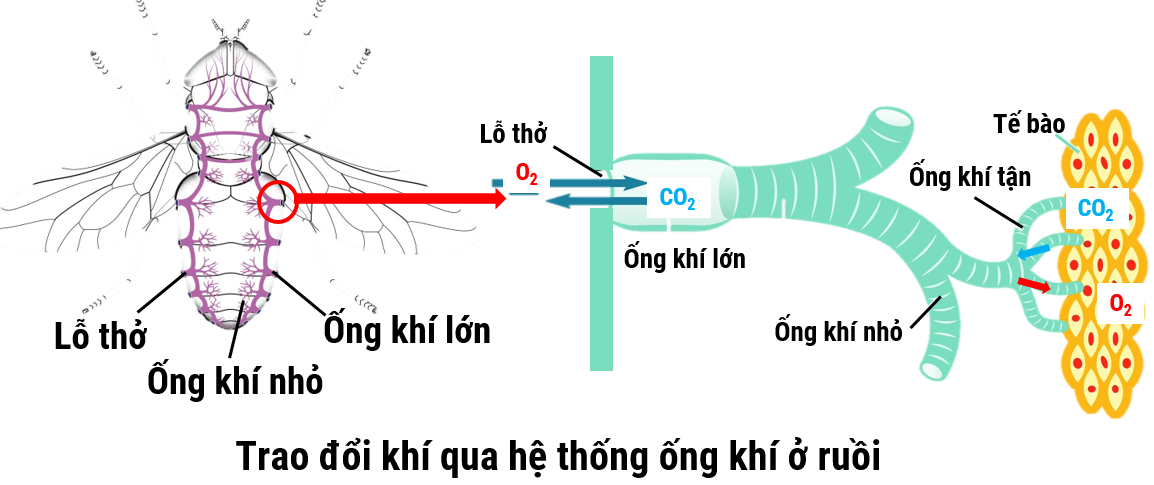 Lỗ thở
Ống khí nhỏ
Ống khí lớn
Lỗ thở
O2
CO2
Ống khí lớn
Ống khí nhỏ
Ống khí tận
Tế bào
CO2
O2
Trao đổi khí qua hệ thống ống khí ở ruồi